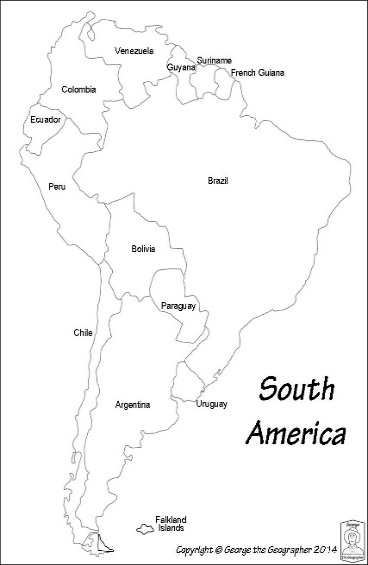 Venezuela
Guyana
Suriname
French Guiana
Colombia
Ecuador
Peru
Brazil
Bolivia
Paraguay
Chile
Argentina
Uruguay
South
America
Falkland
Islands
Copyright © George the Geographer 2014
George